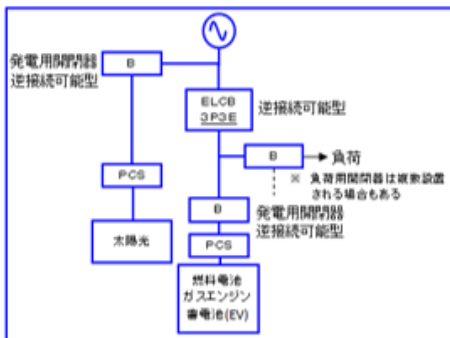 発電用開閉器
逆接続可能型
B
ELCB
3P3E
逆接続可能型
B
負荷
※ 負荷用開閉器は複数設置
される場合もある
PCS
B
発電用開閉器
逆接続可能型
太陽光
PCS
燃料電池
ガスエンジン
蓄電池(EV)